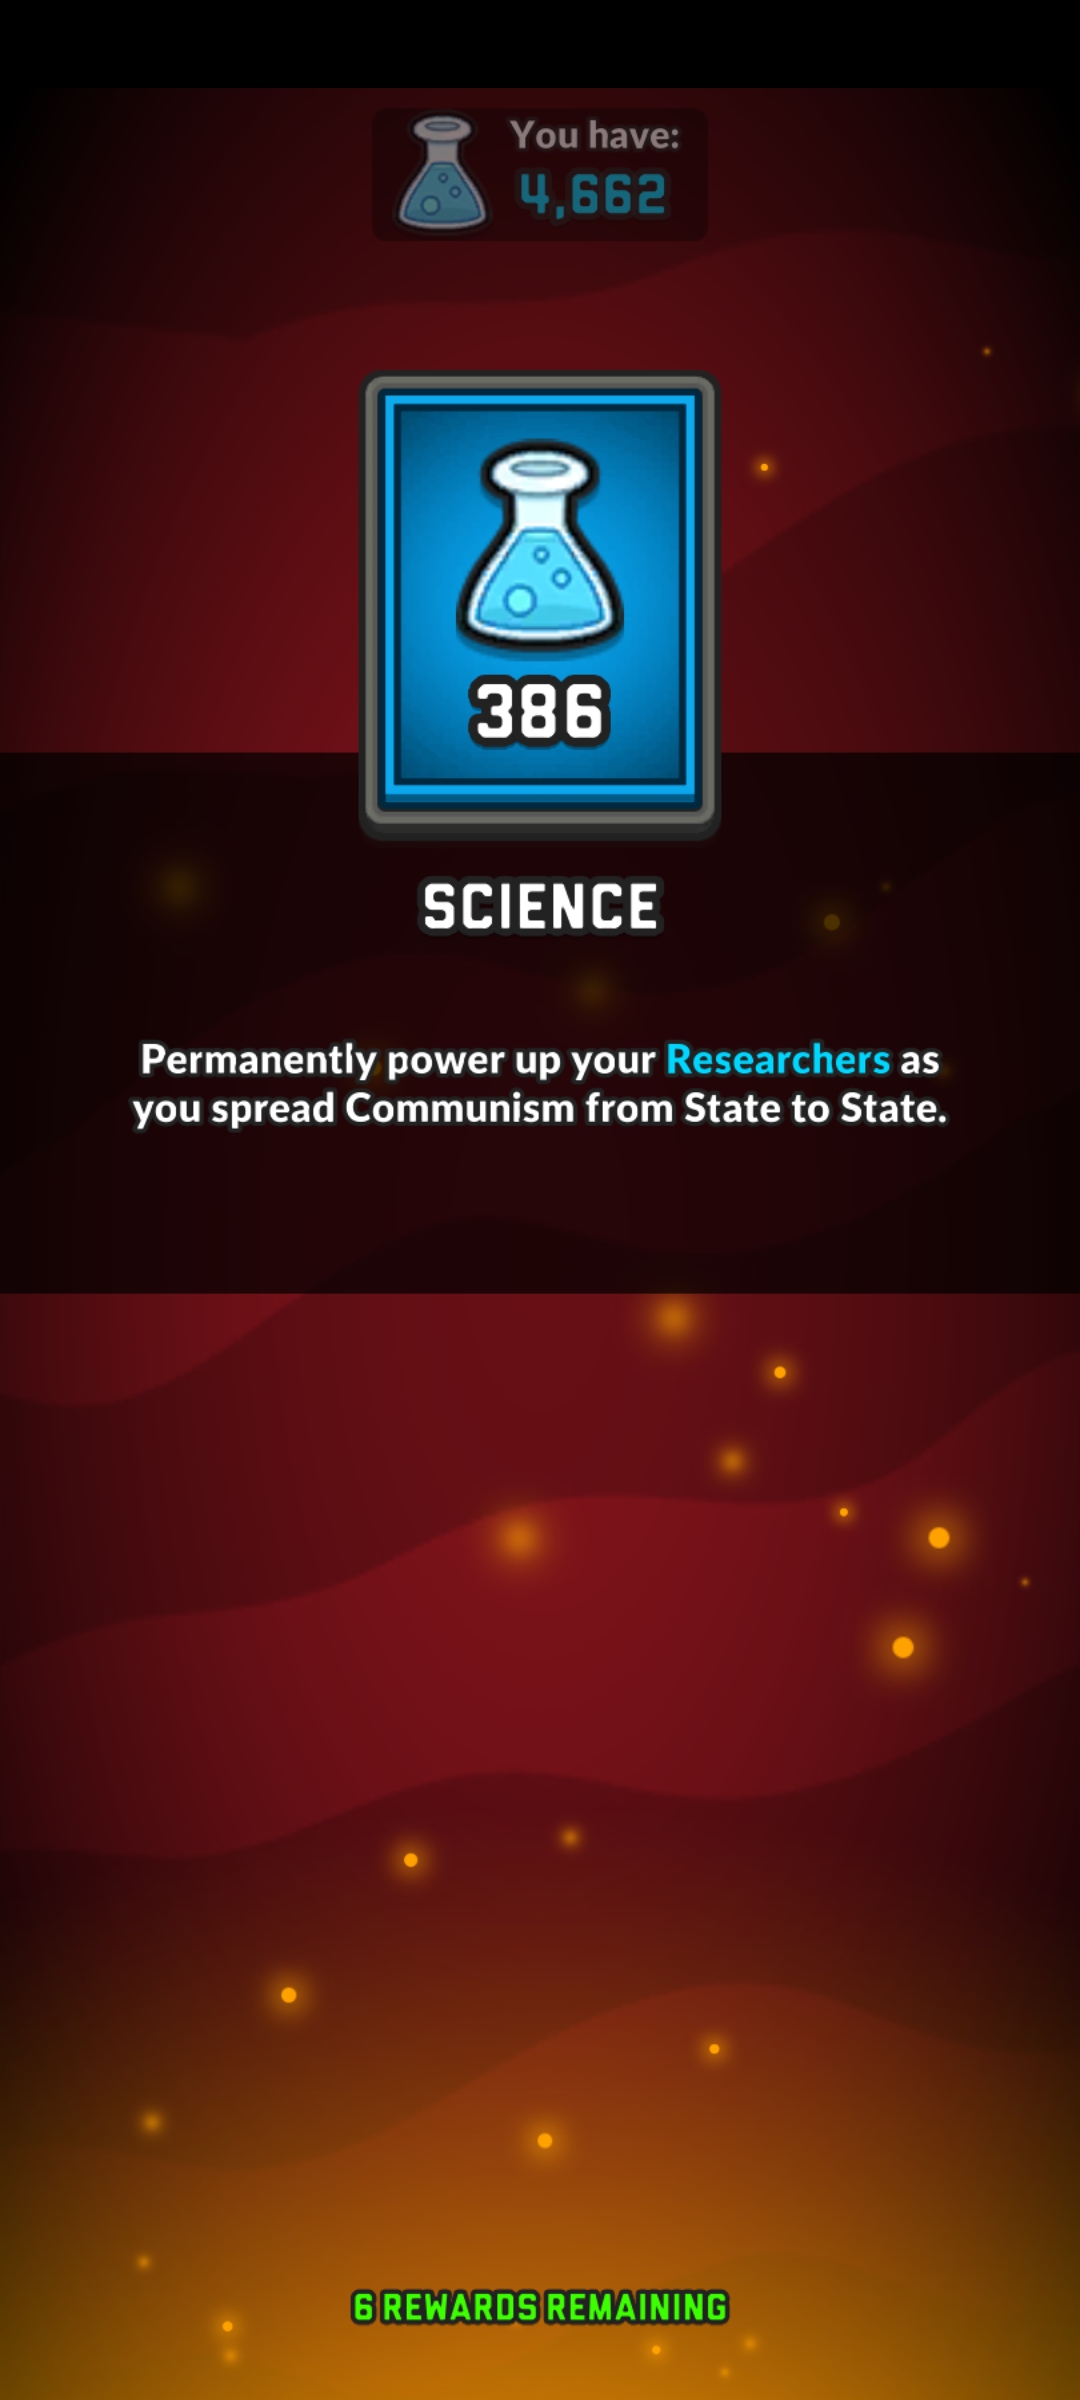 You have:
4,662
386
SCIENCE
Permanently power up your Researchers as
you spread Communism from State to State.
6 REWARDS REMAINING